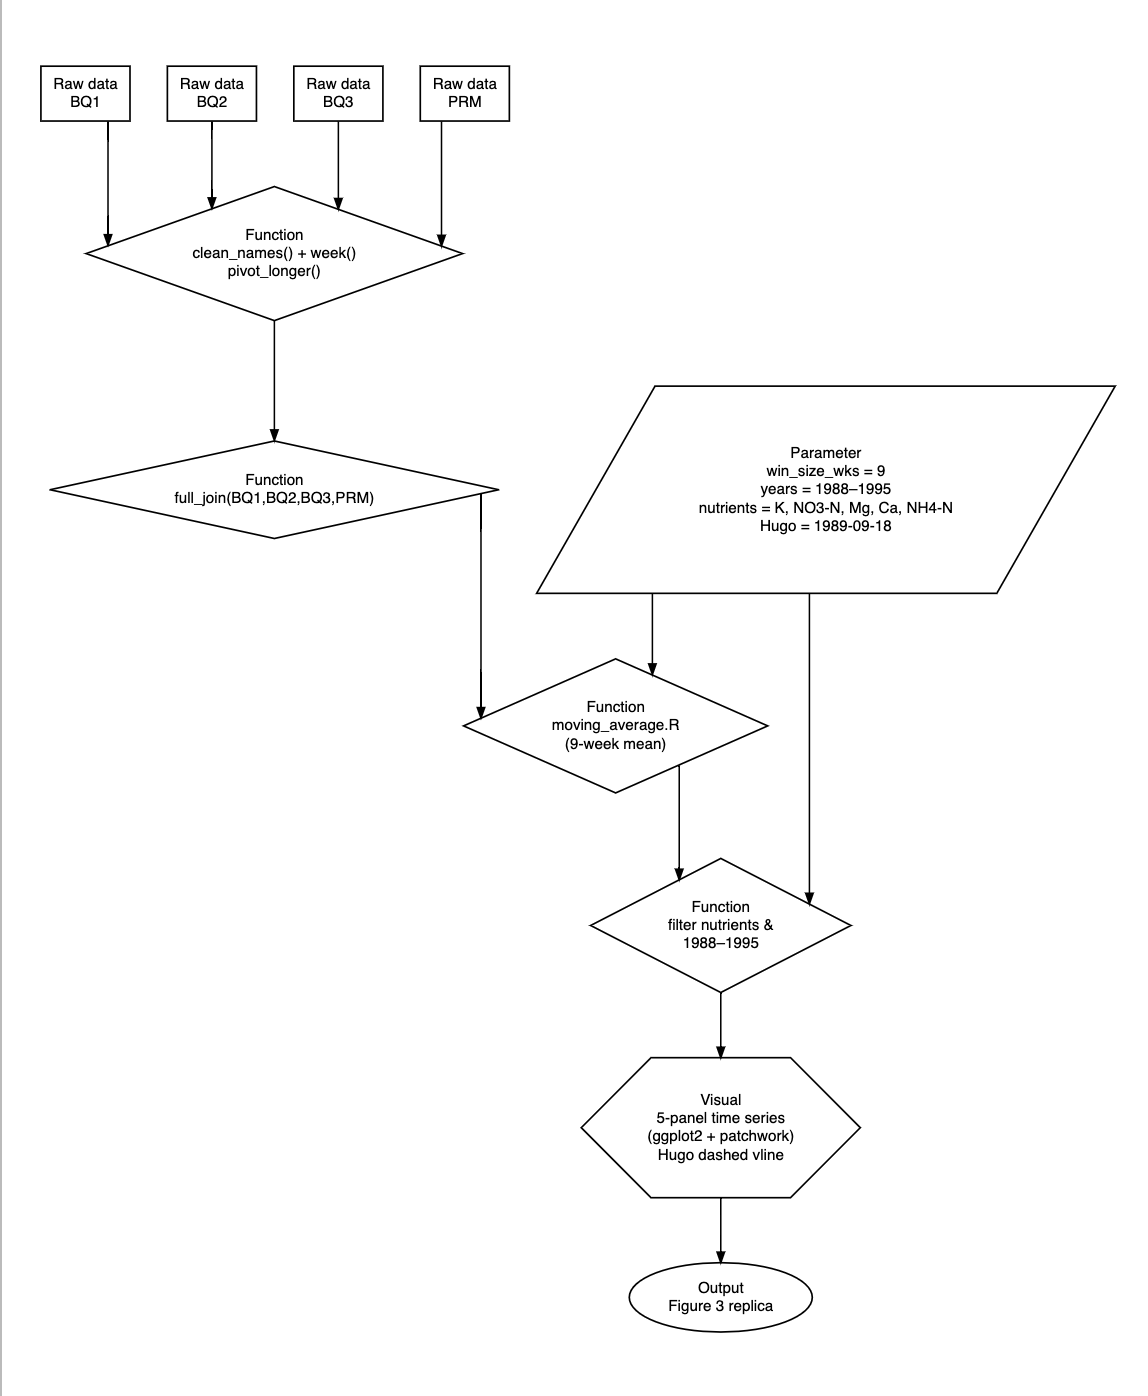 Raw data
BQ1
Raw data
BQ2
Raw data
BQ3
Raw data
PRM
Function
clean_names() + week()
pivot_longer()
Function
full_join(BQ1,BQ2,BQ3,PRM)
Parameter
win_size_wks = 9
years = 1988–1995
nutrients = K, NO3-N, Mg, Ca, NH4-N
Hugo = 1989-09-18
Function
moving_average.R
(9-week mean)
Function
filter nutrients &
1988–1995
Visual
5-panel time series
(ggplot2 + patchwork)
Hugo dashed vline
Output
Figure 3 replica